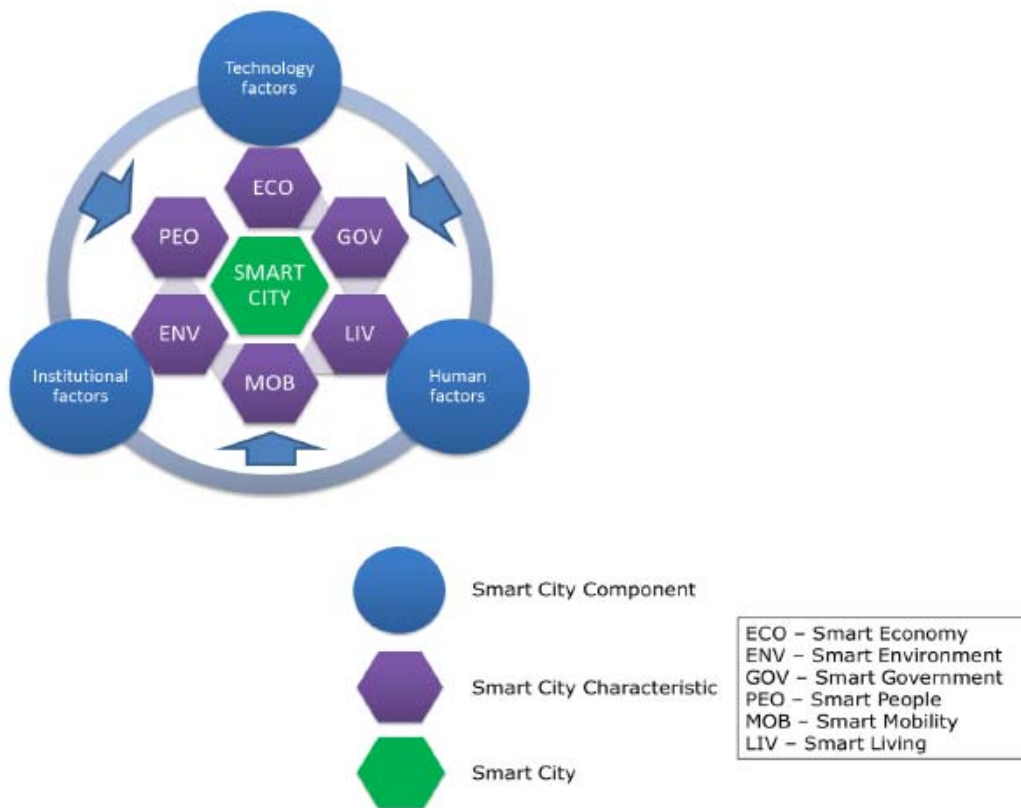 Technology
factors
ECO
PEO
GOV
SMART
CITY
ENV
LIV
MOB
Institutional
factors
Human
factors
Smart City Component
Smart City Characteristic
Smart City
ECO – Smart Economy
ENV – Smart Environment
GOV – Smart Government
PEO – Smart People
MOB – Smart Mobility
LIV – Smart Living